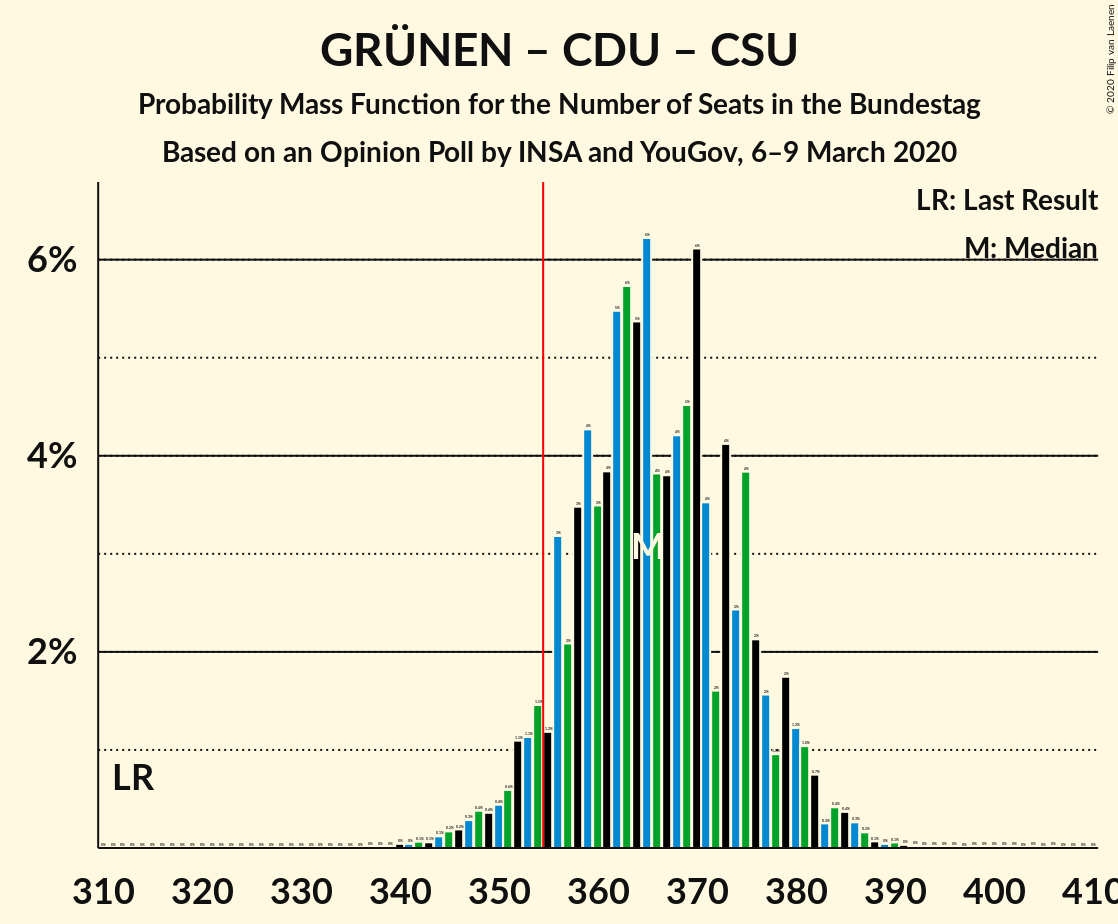 GRÜNEN – CDU – CSU
Probability Mass Function for the Number of Seats in the Bundestag
Based on an Opinion Poll by INSA and YouGov, 6–9 March 2020
© 2020 Filip van Laenen
LR: Last Result
M: Median
6%
4%
2%
M
LR
310 320 330 340 350 360 370 380 390 400 410